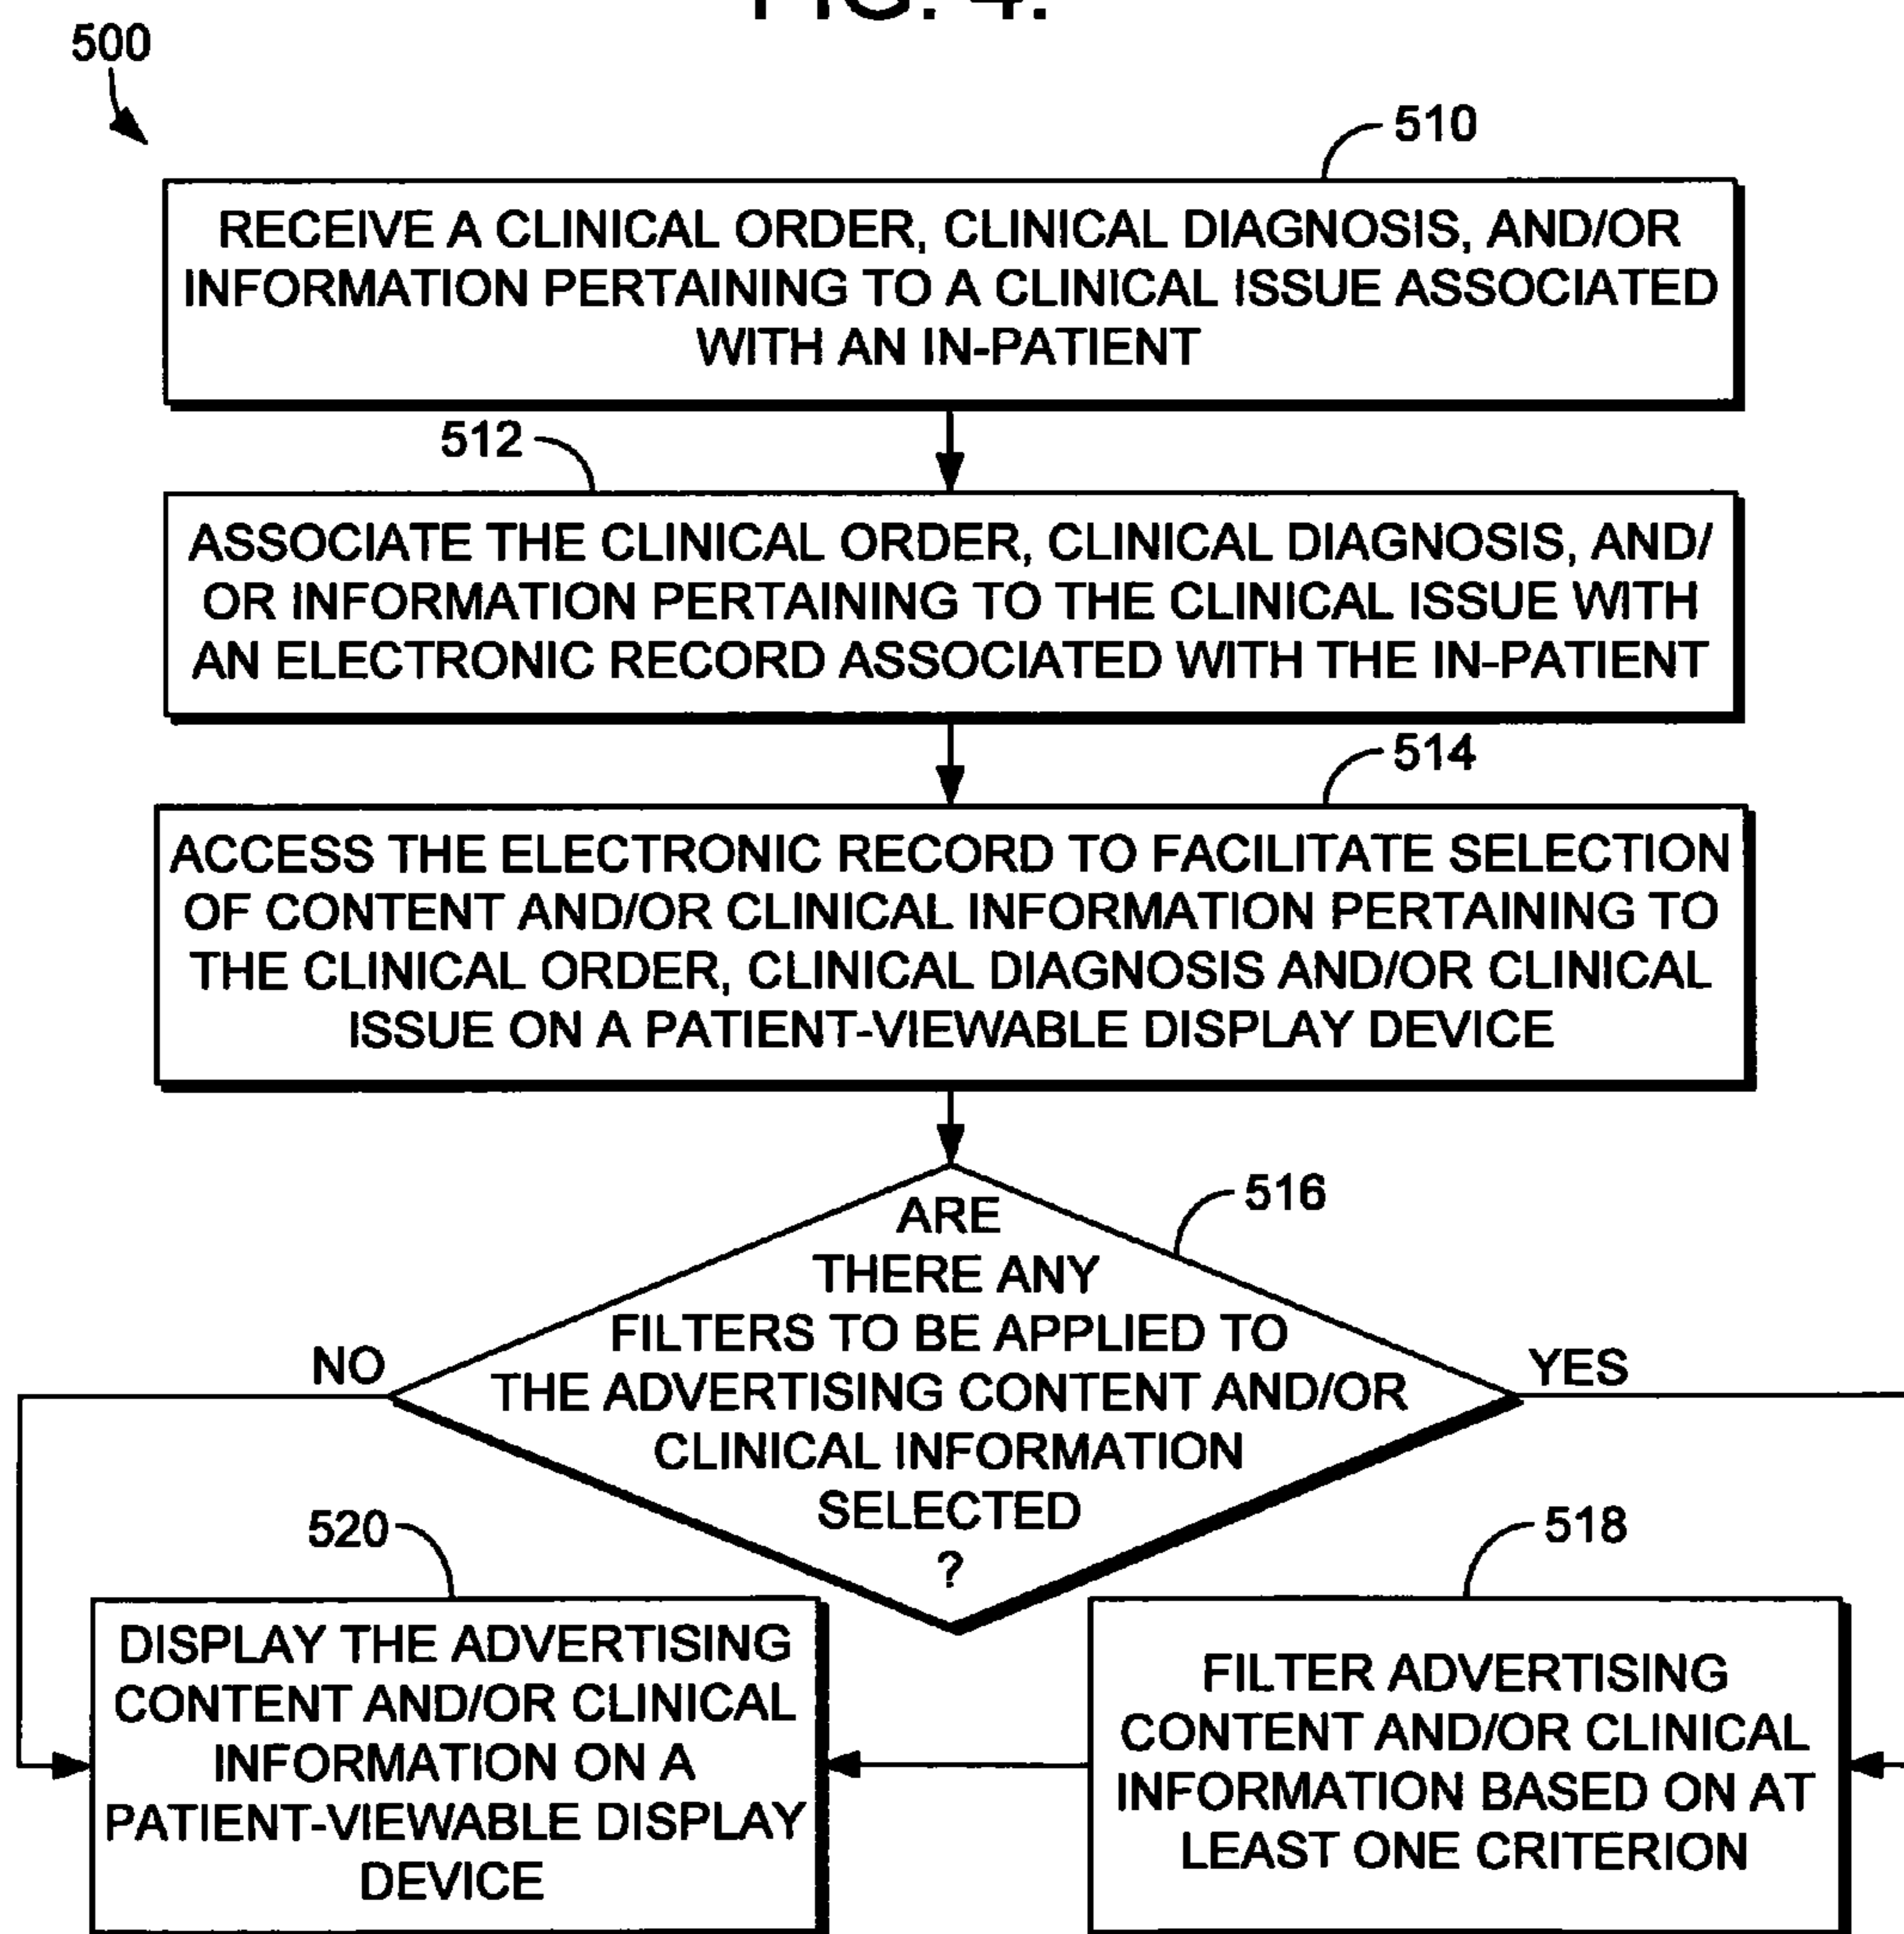 FIG. 4.
500
510
RECEIVE A CLINICAL ORDER, CLINICAL DIAGNOSIS, AND/OR
INFORMATION PERTAINING TO A CLINICAL ISSUE ASSOCIATED
WITH AN IN-PATIENT
512
ASSOCIATE THE CLINICAL ORDER, CLINICAL DIAGNOSIS, AND/
OR INFORMATION PERTAINING TO THE CLINICAL ISSUE WITH
AN ELECTRONIC RECORD ASSOCIATED WITH THE IN-PATIENT
514
ACCESS THE ELECTRONIC RECORD TO FACILITATE SELECTION
OF CONTENT AND/OR CLINICAL INFORMATION PERTAINING TO
THE CLINICAL ORDER, CLINICAL DIAGNOSIS AND/OR CLINICAL
ISSUE ON A PATIENT-VIEWABLE DISPLAY DEVICE
516
ARE
THERE ANY
FILTERS TO BE APPLIED TO
THE ADVERTISING CONTENT AND/OR
CLINICAL INFORMATION
SELECTED
?
NO
YES
520
DISPLAY THE ADVERTISING
CONTENT AND/OR CLINICAL
INFORMATION ON A
PATIENT-VIEWABLE DISPLAY
DEVICE
518
FILTER ADVERTISING
CONTENT AND/OR CLINICAL
INFORMATION BASED ON AT
LEAST ONE CRITERION